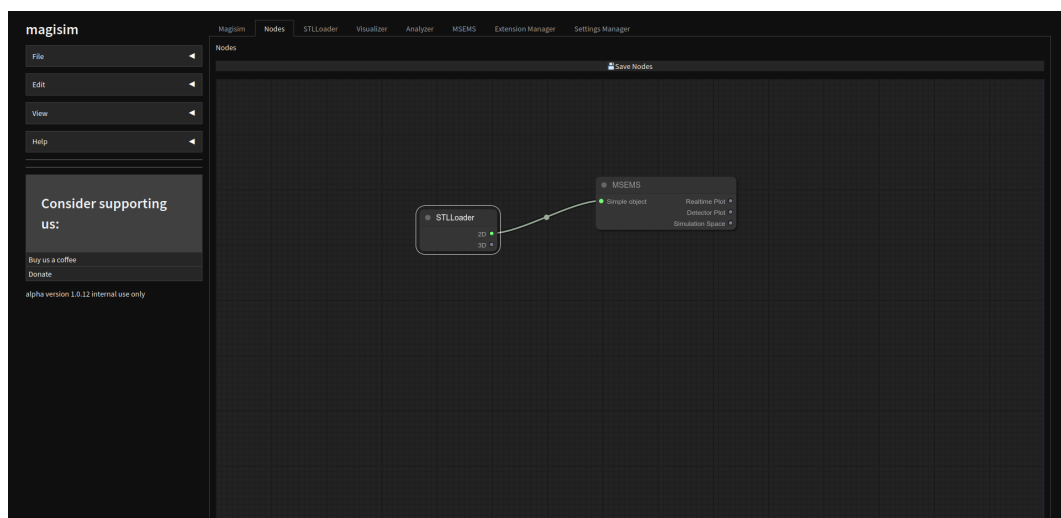 magisim
File
Edit
View
Help
Consider supporting
us:
Buy us a coffee
Donate
alpha version 1.0.12 internal use only
Magisim Nodes STLLoader Visualizer Analyzer MSEMS Extension Manager Settings Manager
Nodes
Save Nodes
STLLoader
2D
3D
MSEMS
Simple object Realtime Plot
Detector Plot
Simulation Space